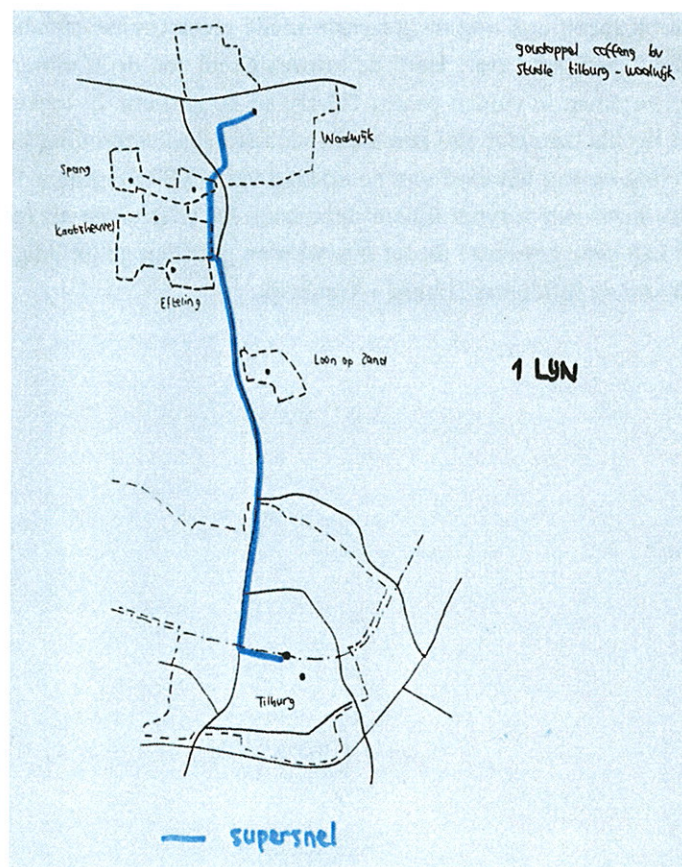 goudappel coffeng bv
studie tilburg - waalwijk
Waalwijk
Sprang
Kaatsheuvel
Efteling
Loon op Zand
1 LIJN
Tilburg
supersnel